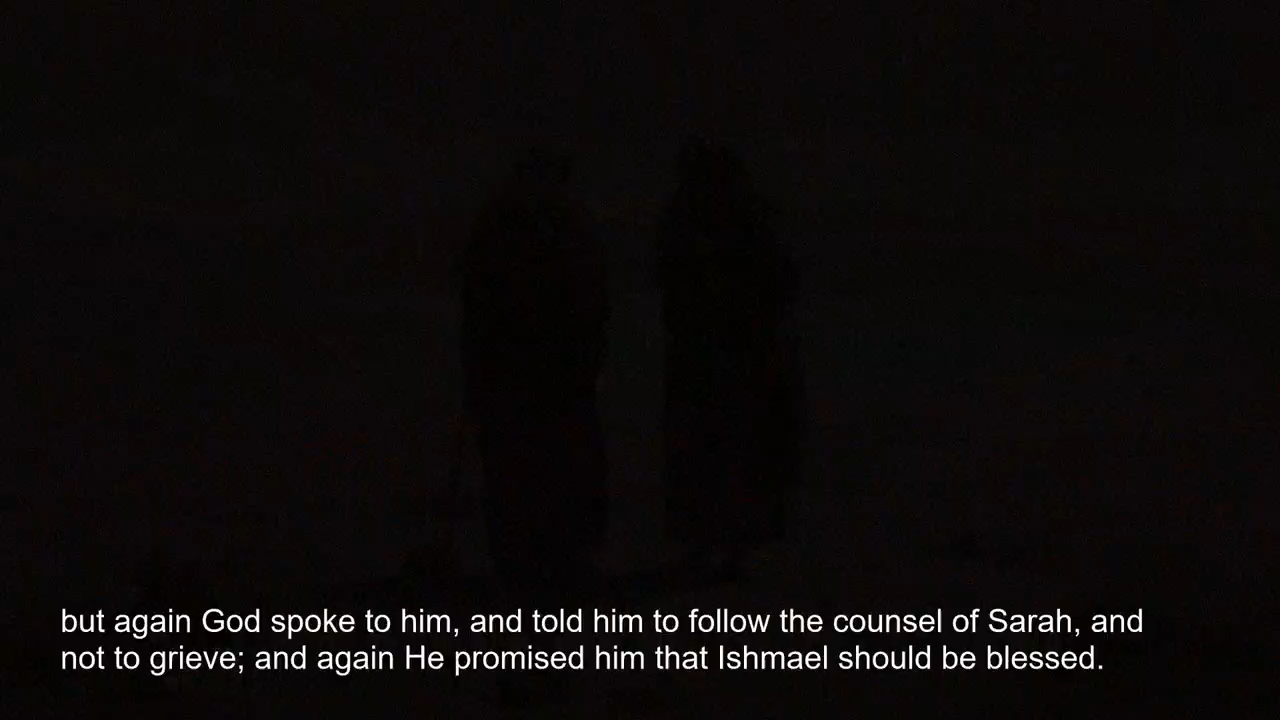 but again God spoke to him, and told him to follow the counsel of Sarah, and
not to grieve; and again He promised him that Ishmael should be blessed.